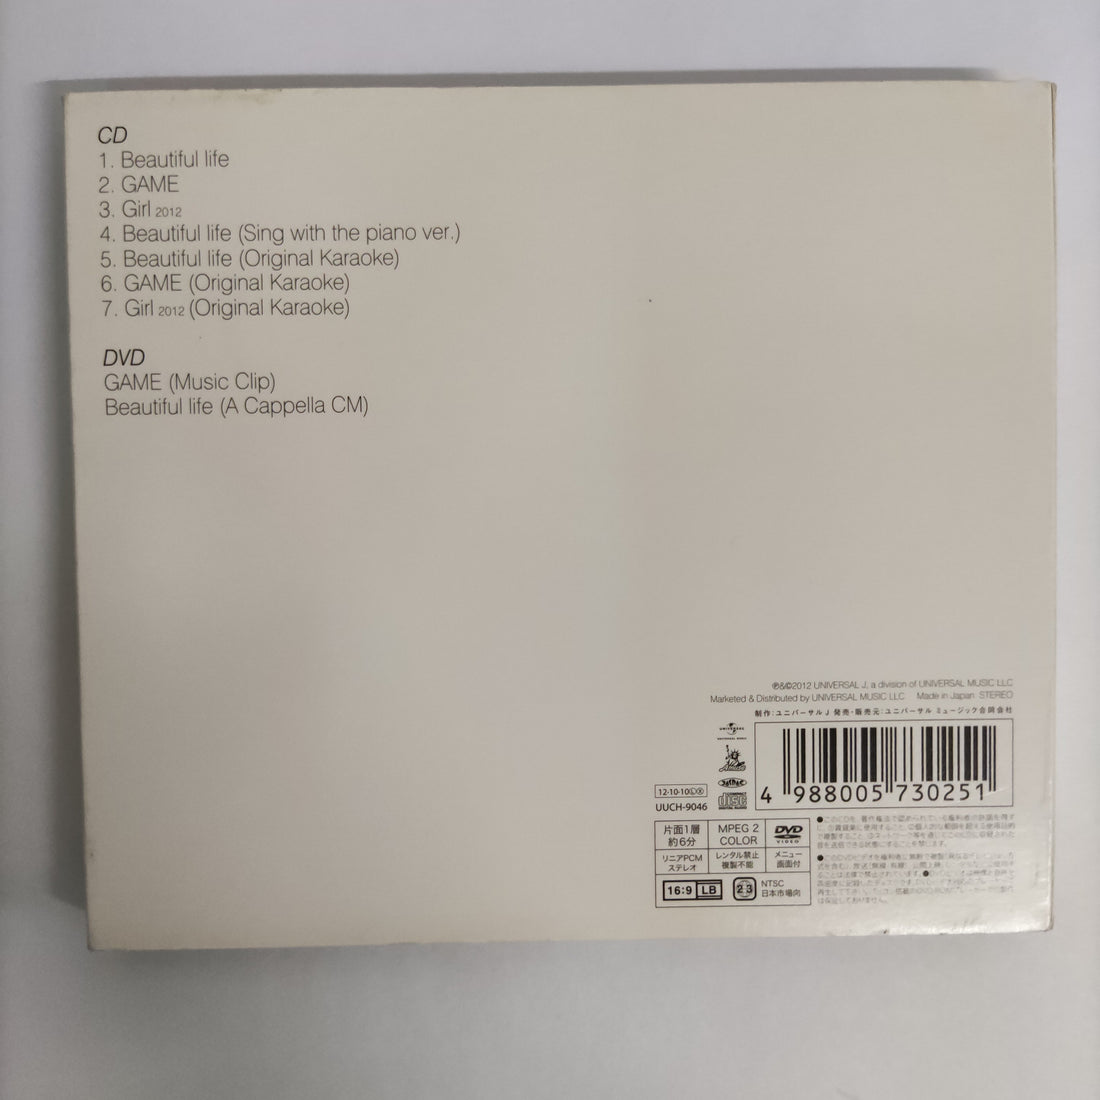 CD
1. Beautiful life
2. GAME
3. Girl 2012
4. Beautiful life (Sing with the piano ver.)
5. Beautiful life (Original Karaoke)
6. GAME (Original Karaoke)
7. Girl 2012 (Original Karaoke)
DVD
GAME (Music Clip)
Beautiful life (A Cappella CM)
℗&©2012 UNIVERSAL J, a division of UNIVERSAL MUSIC LLC
Marketed & Distributed by UNIVERSAL MUSIC LLC Made in Japan STEREO
制作:ユニバーサル J 発売・販売元:ユニバーサル ミュージック合同会社
UNIVERSAL
4 988005 730251
12·10·10
UUCH-9046
片面1層
約6分
MPEG 2
COLOR
DVD
VIDEO
リニアPCM
ステレオ
レンタル禁止
複製不能
メニュー
画面付
16:9 LB
2 3
NTSC
日本市場向